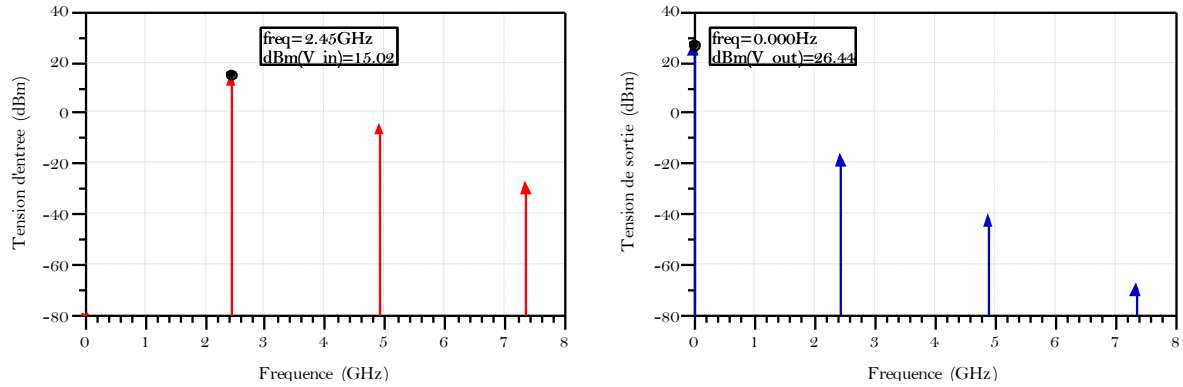 40
20
0
-20
-40
-60
-80
Tension d'entree (dBm)
freq=2.45GHz
dBm(V_in)=15.02
0 1 2 3 4 5 6 7 8
Frequence (GHz)
40
20
0
-20
-40
-60
-80
Tension de sortie (dBm)
freq=0.000Hz
dBm(V_out)=26.44
0 1 2 3 4 5 6 7 8
Frequence (GHz)